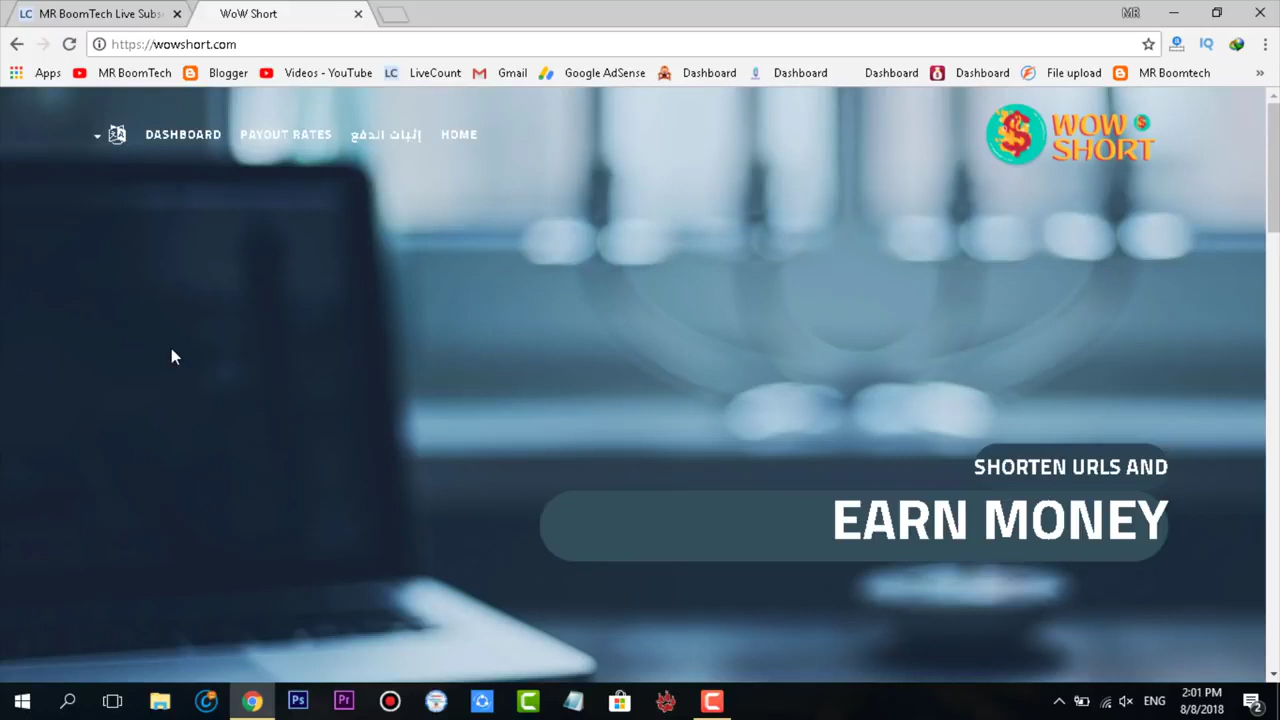 MR BoomTech Live Subs
WoW Short
MR
https://wowshort.com
Apps MR BoomTech Blogger Videos - YouTube LiveCount Gmail Google AdSense Dashboard Dashboard Dashboard Dashboard File upload MR Boomtech »
DASHBOARD PAYOUT RATES إثبات الدفع HOME
WOW
SHORT
SHORTEN URLS AND
EARN MONEY
ENG
2:01 PM
8/8/2018
2